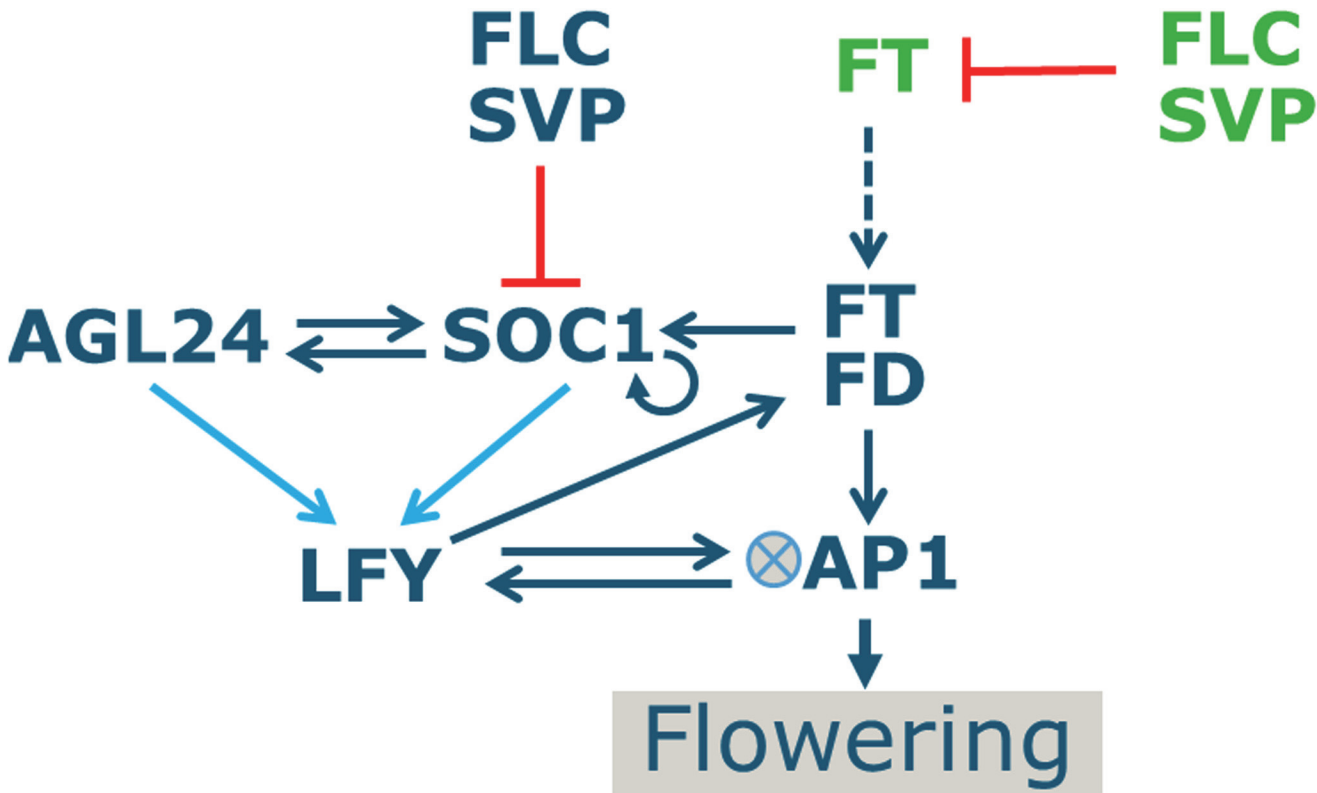 FLC
SVP
FT
FLC
SVP
AGL24
SOC1
FT
FD
LFY
AP1
Flowering